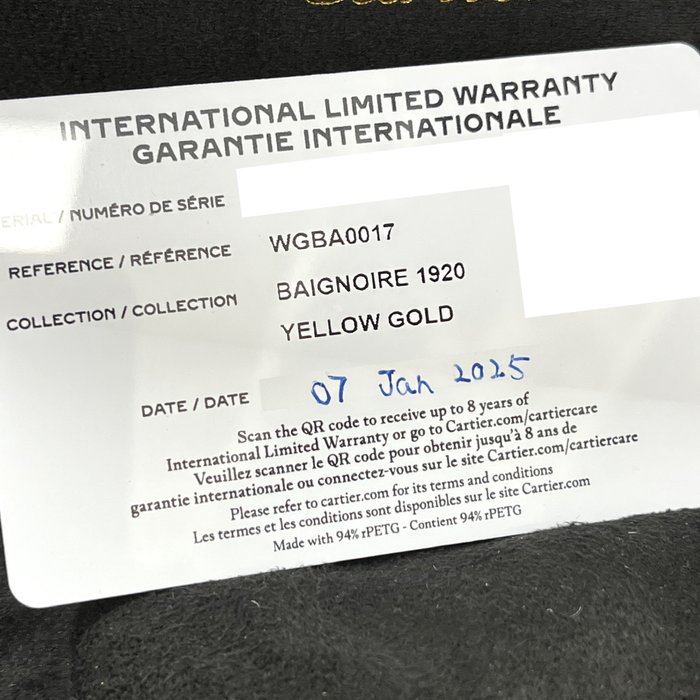 INTERNATIONAL LIMITED WARRANTY
GARANTIE INTERNATIONALE
SERIAL / NUMÉRO DE SÉRIE
REFERENCE / RÉFÉRENCE WGBA0017
COLLECTION / COLLECTION BAIGNOIRE 1920
YELLOW GOLD
DATE / DATE 07 Jan 2025
Scan the QR code to receive up to 8 years of
International Limited Warranty or go to Cartier.com/cartiercare
Veuillez scanner le QR code pour obtenir jusqu'à 8 ans de
garantie internationale ou connectez-vous sur le site Cartier.com/cartiercare
Please refer to cartier.com for its terms and conditions
Les termes et les conditions sont disponibles sur le site Cartier.com
Made with 94% rPETG - Contient 94% rPETG